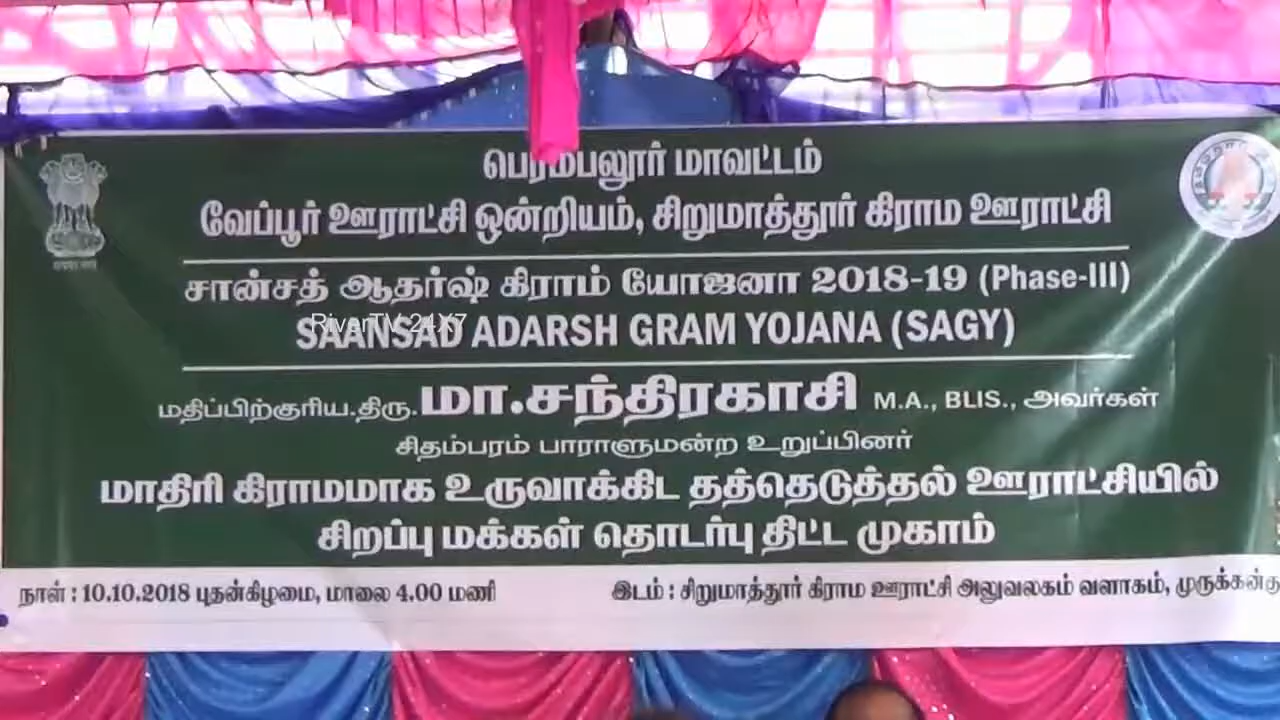 பெரம்பலூர் மாவட்டம்
வேப்பூர் ஊராட்சி ஒன்றியம், சிறுமாத்தூர் கிராம ஊராட்சி
சான்சத் ஆதர்ஷ் கிராம் யோஜனா 2018-19 (Phase-III)
RiverTV 24X7
SAANSAD ADARSH GRAM YOJANA (SAGY)
மதிப்பிற்குரிய.திரு.மா.சந்திரகாசி M.A., BLIS., அவர்கள்
சிதம்பரம் பாராளுமன்ற உறுப்பினர்
மாதிரி கிராமமாக உருவாக்கிட தத்தெடுத்தல் ஊராட்சியில்
சிறப்பு மக்கள் தொடர்பு திட்ட முகாம்
நாள் : 10.10.2018 புதன்கிழமை, மாலை 4.00 மணி
இடம் : சிறுமாத்தூர் கிராம ஊராட்சி அலுவலகம் வளாகம்,